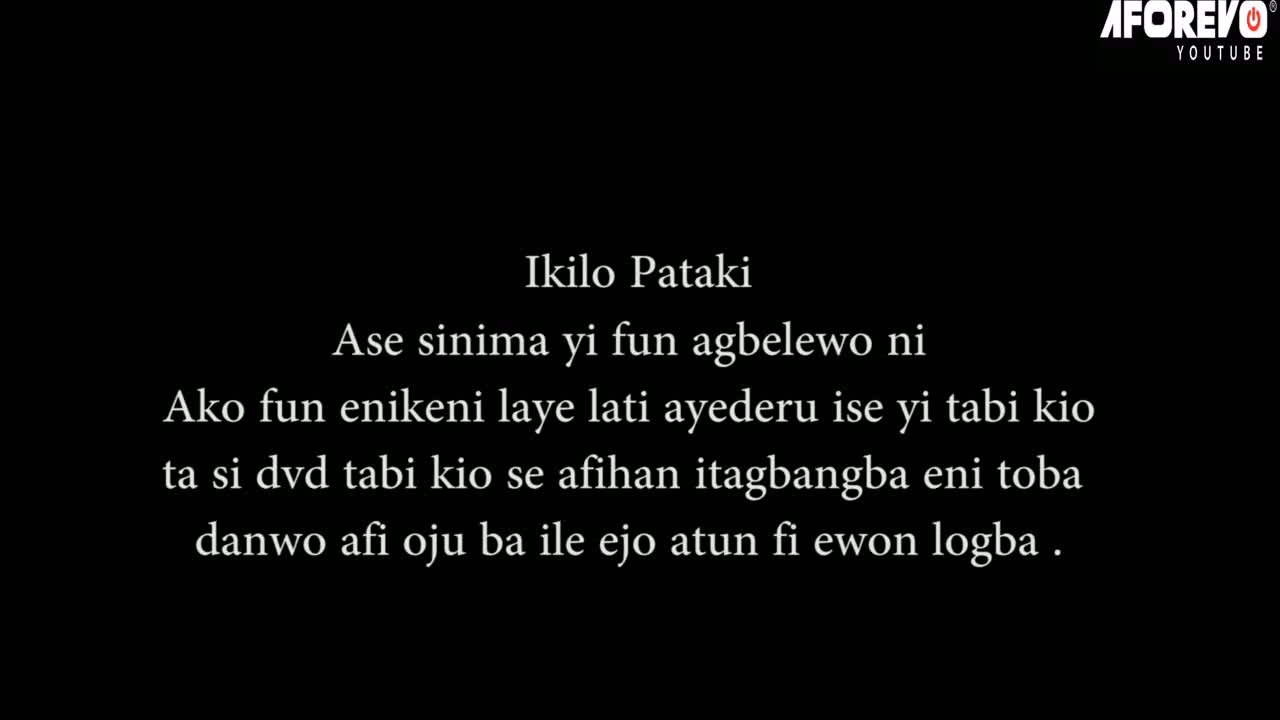 AFOREVO®
YOUTUBE
Ikilo Pataki
Ase sinima yi fun agbelewo ni
Ako fun enikeni laye lati ayederu ise yi tabi kio
ta si dvd tabi kio se afihan itagbangba eni toba
danwo afi oju ba ile ejo atun fi ewon logba .